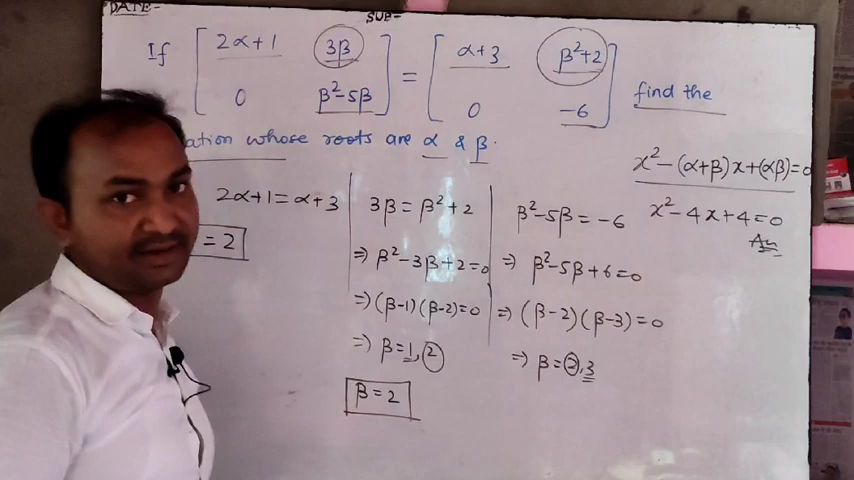 DATE-
SUB-
If [ 2α+1 3β ] = [ α+3 β²+2 ]
[ 0 β²-5β ] [ 0 -6 ] find the
ation whose roots are α & β.
x² - (α+β)x + (αβ) = 0
x² - 4x + 4 = 0
Ans
2α+1 = α+3
= 2
3β = β² + 2
⇒ β² - 3β + 2 = 0
⇒ (β-1)(β-2) = 0
⇒ β = 1, 2
β = 2
β² - 5β = -6
⇒ β² - 5β + 6 = 0
⇒ (β-2)(β-3) = 0
⇒ β = 2, 3